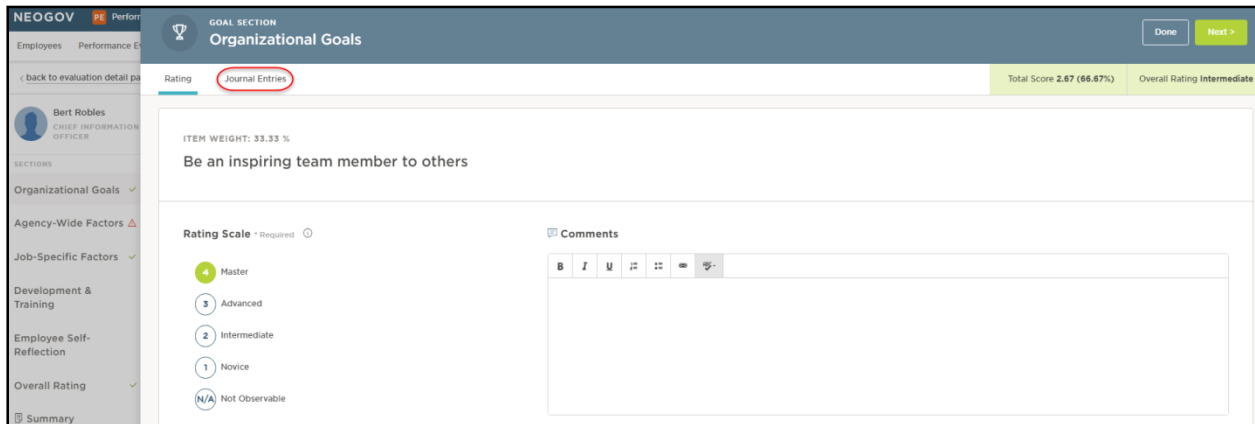 NEOGOV PE Perform
Employees Performance Ev
< back to evaluation detail pa
Bert Robles
CHIEF INFORMATION
OFFICER
SECTIONS
Organizational Goals
Agency-Wide Factors
Job-Specific Factors
Development &
Training
Employee Self-
Reflection
Overall Rating
Summary
GOAL SECTION
Organizational Goals
Done
Next >
Rating
Journal Entries
Total Score 2.67 (66.67%)
Overall Rating Intermediate
ITEM WEIGHT: 33.33 %
Be an inspiring team member to others
Rating Scale * Required
4 Master
3 Advanced
2 Intermediate
1 Novice
N/A Not Observable
Comments
B I U